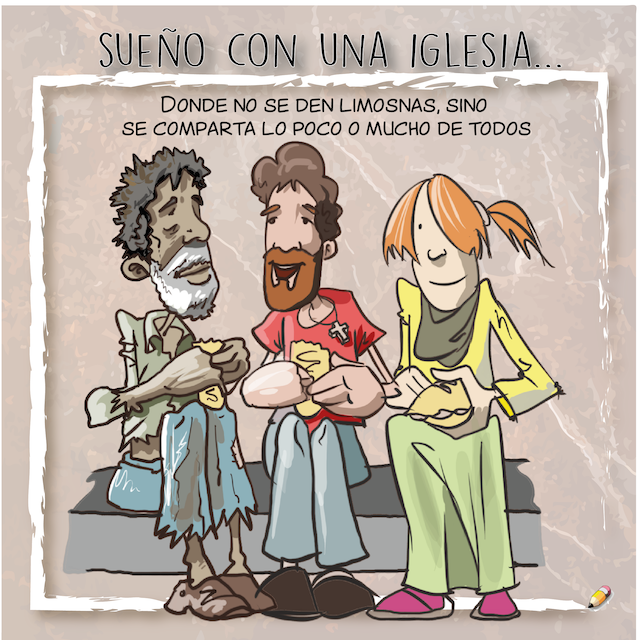 SUEÑO CON UNA IGLESIA...
DONDE NO SE DEN LIMOSNAS, SINO
SE COMPARTA LO POCO O MUCHO DE TODOS